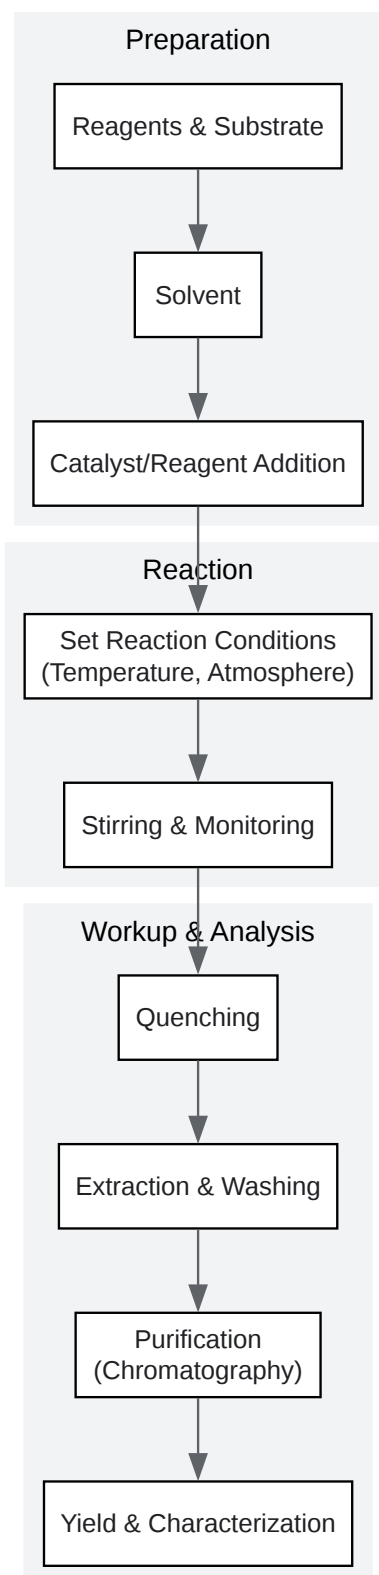 Preparation
Reagents & Substrate
Solvent
Catalyst/Reagent Addition
Reaction
Set Reaction Conditions
(Temperature, Atmosphere)
Stirring & Monitoring
Workup & Analysis
Quenching
Extraction & Washing
Purification
(Chromatography)
Yield & Characterization